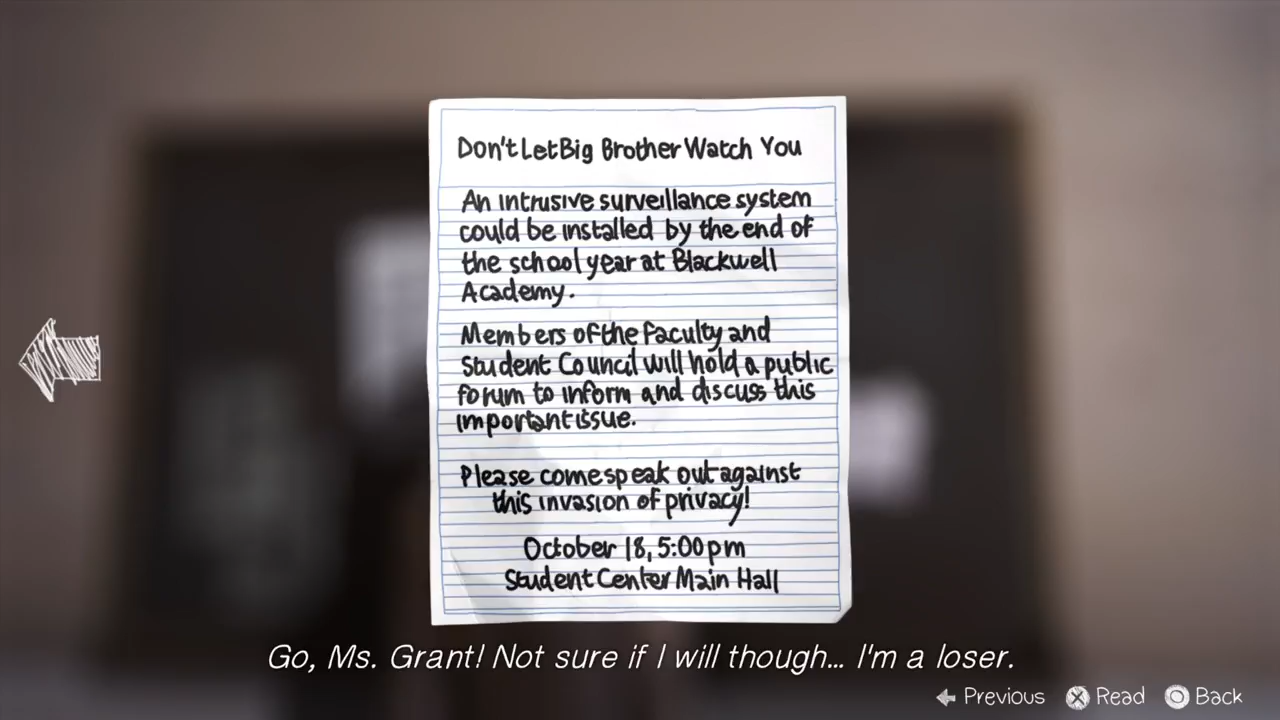 Don't Let Big Brother Watch You
An intrusive surveillance system
could be installed by the end of
the school year at Blackwell
Academy.
Members of the faculty and
Student Council will hold a public
forum to inform and discuss this
important issue.
Please come speak out against
this invasion of privacy!
October 18, 5:00pm
Student Center Main Hall
Go, Ms. Grant! Not sure if I will though... I'm a loser.
Previous Read Back